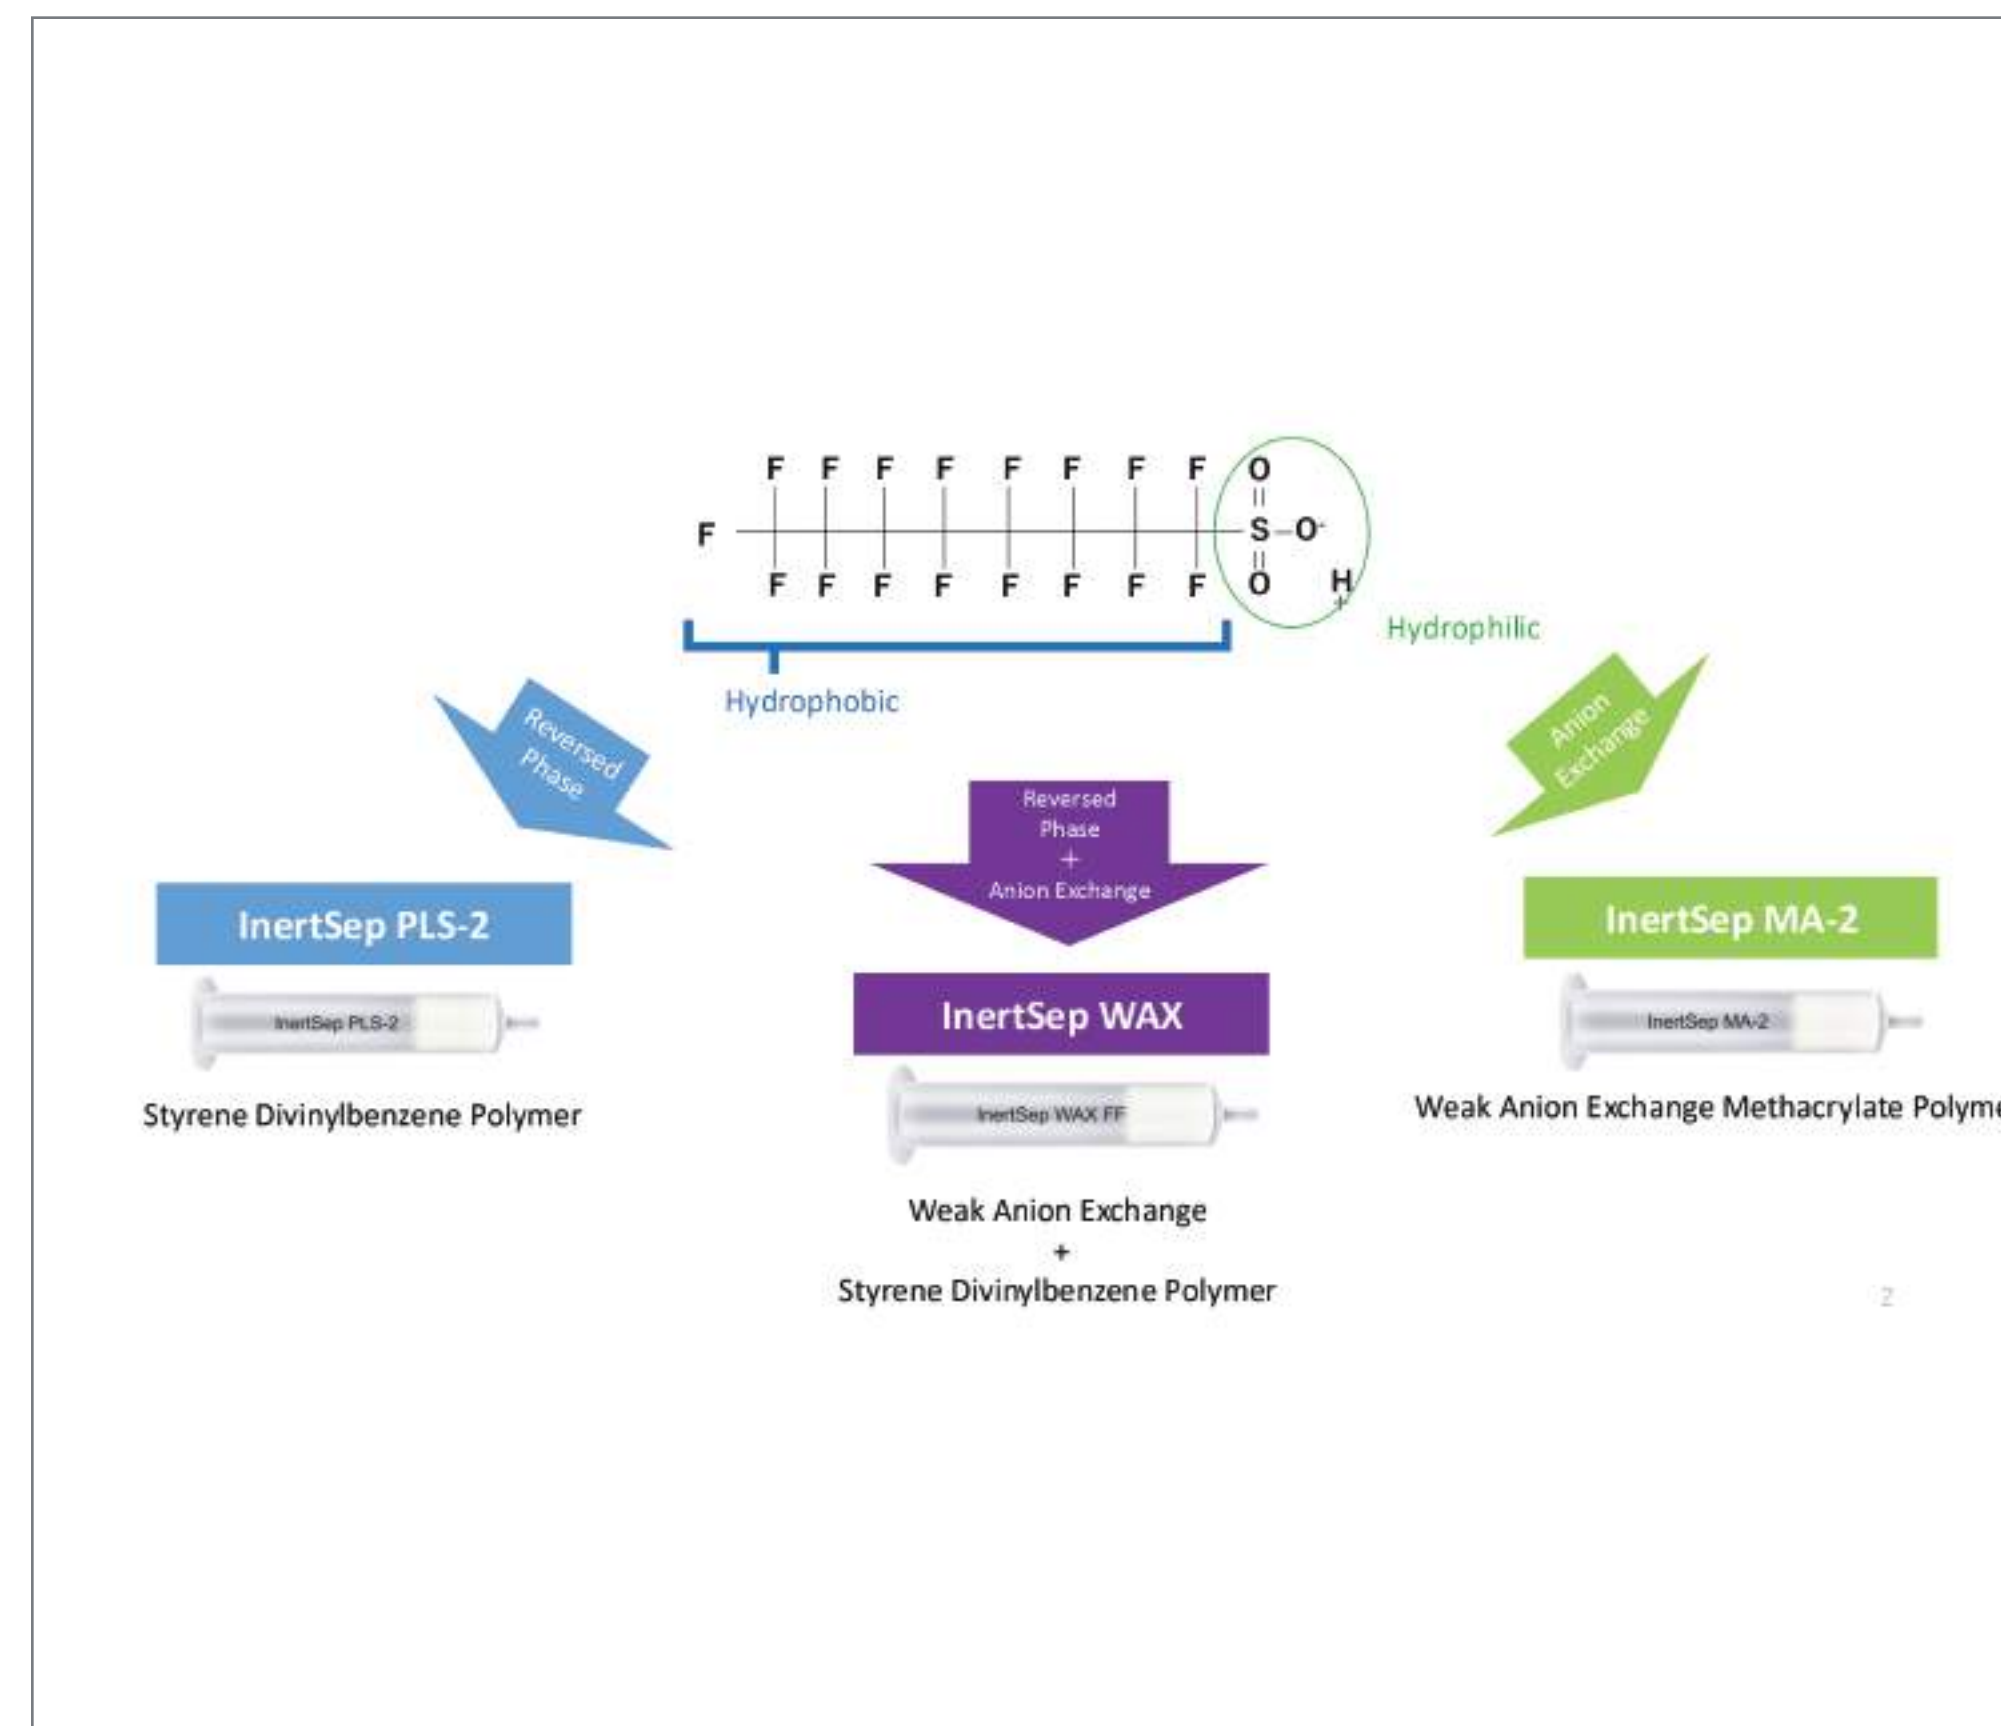 F F F F F F F F O
F S O-
F F F F F F F F O H
+
Hydrophilic
Hydrophobic
Reversed
Phase
Anion
Exchange
Reversed
Phase
+
Anion Exchange
InertSep PLS-2
InertSep MA-2
InertSep WAX
InertSep PLS-2
InertSep MA-2
Styrene Divinylbenzene Polymer
InertSep WAX FF
Weak Anion Exchange Methacrylate Polyme
Weak Anion Exchange
+
Styrene Divinylbenzene Polymer
2